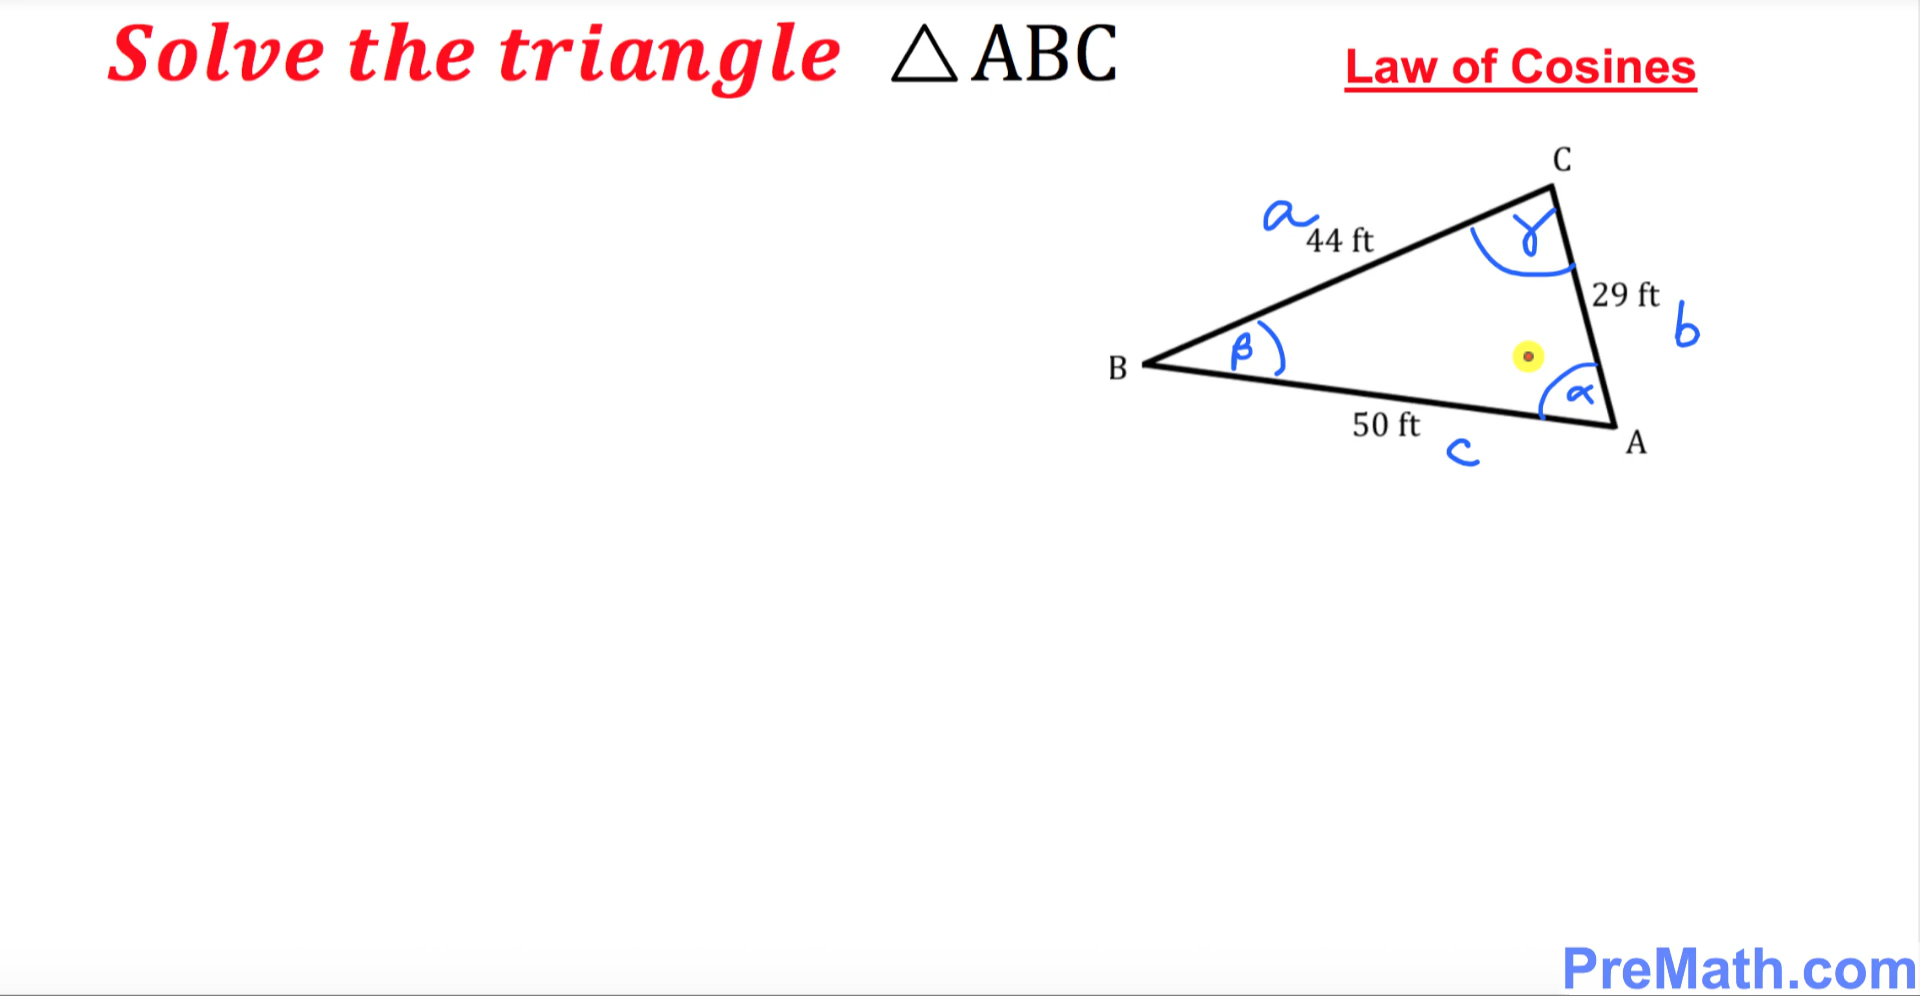 Solve the triangle △ABC
Law of Cosines
C
a
44 ft
γ
29 ft
b
B
β
α
50 ft
c
A
PreMath.com